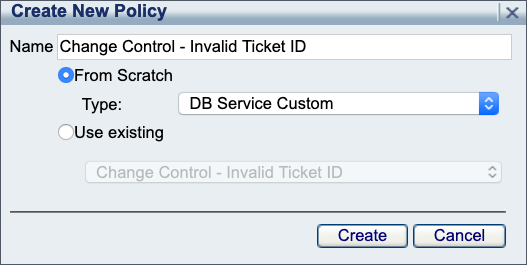 Create New Policy
Name Change Control - Invalid Ticket ID
From Scratch
Type: DB Service Custom
Use existing
Change Control - Invalid Ticket ID
Create Cancel